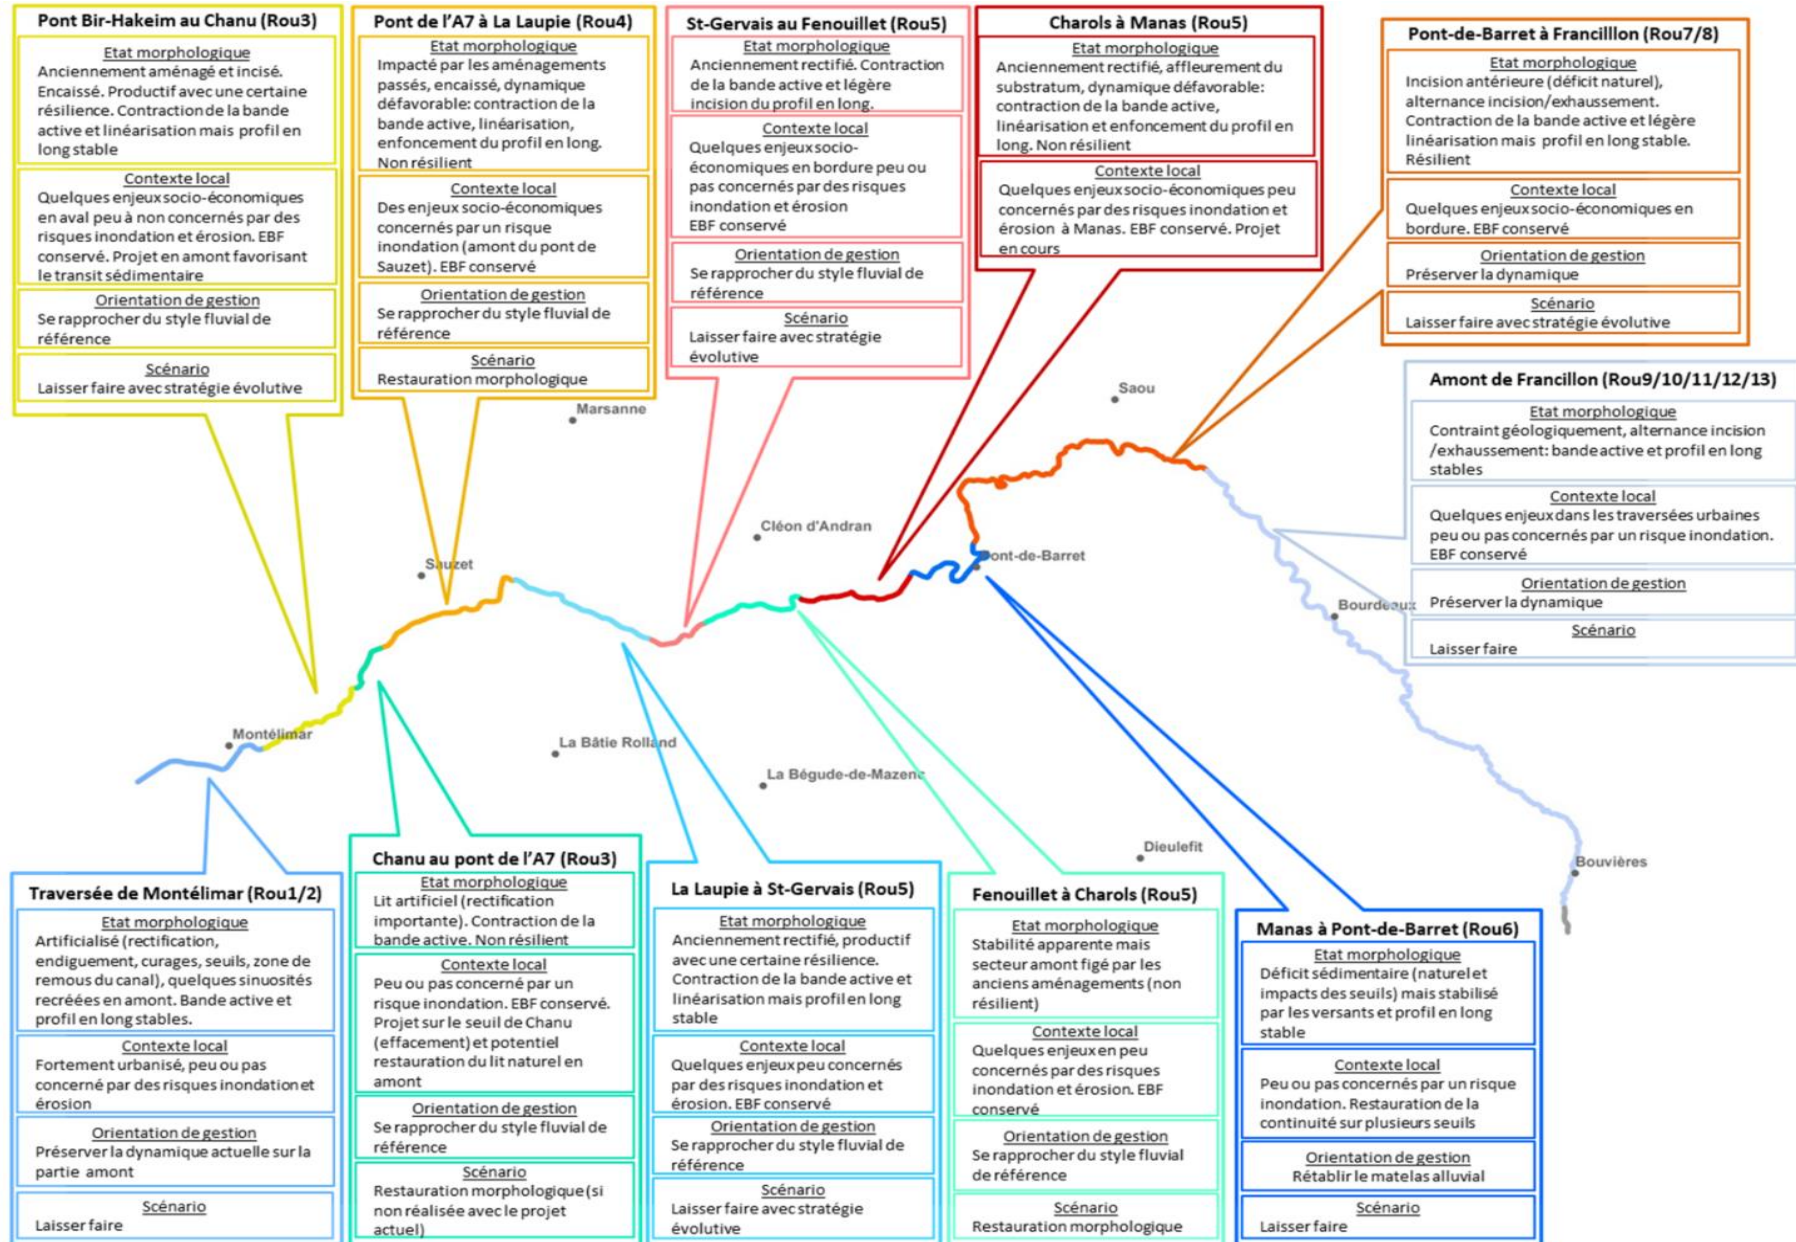 Pont Bir-Hakeim au Chanu (Rou3)
Etat morphologique
Anciennement aménagé et incisé.
Encaissé. Productif avec une certaine
résilience. Contraction de la bande
active et linéarisation mais profil en
long stable
Contexte local
Quelques enjeux socio-économiques
en aval peu à non concernés par des
risques inondation et érosion. EBF
conservé. Projet en amont favorisant
le transit sédimentaire
Orientation de gestion
Se rapprocher du style fluvial de
référence
Scénario
Laisser faire avec stratégie évolutive
Pont de l'A7 à La Laupie (Rou4)
Etat morphologique
Impacté par les aménagements
passés, encaissé, dynamique
défavorable: contraction de la
bande active, linéarisation,
enfoncement du profil en long.
Non résilient
Contexte local
Des enjeux socio-économiques
concernés par un risque
inondation (amont du pont de
Sauzet). EBF conservé
Orientation de gestion
Se rapprocher du style fluvial de
référence
Scénario
Restauration morphologique
St-Gervais au Fenouillet (Rou5)
Etat morphologique
Anciennement rectifié. Contraction
de la bande active et légère
incision du profil en long.
Contexte local
Quelques enjeux socio-
économiques en bordure peu ou
pas concernés par des risques
inondation et érosion
EBF conservé
Orientation de gestion
Se rapprocher du style fluvial de
référence
Scénario
Laisser faire avec stratégie
évolutive
Charols à Manas (Rou5)
Etat morphologique
Anciennement rectifié, affleurement du
substratum, dynamique défavorable:
contraction de la bande active,
linéarisation et enfoncement du profil en
long. Non résilient
Contexte local
Quelques enjeux socio-économiques peu
concernés par des risques inondation et
érosion à Manas. EBF conservé. Projet
en cours
Pont-de-Barret à Francilllon (Rou7/8)
Etat morphologique
Incision antérieure (déficit naturel),
alternance incision/exhaussement.
Contraction de la bande active et légère
linéarisation mais profil en long stable.
Résilient
Contexte local
Quelques enjeux socio-économiques en
bordure. EBF conservé
Orientation de gestion
Préserver la dynamique
Scénario
Laisser faire avec stratégie évolutive
Amont de Francillon (Rou9/10/11/12/13)
Etat morphologique
Contraint géologiquement, alternance incision
/exhaussement: bande active et profil en long
stables
Contexte local
Quelques enjeux dans les traversées urbaines
peu ou pas concernés par un risque inondation.
EBF conservé
Orientation de gestion
Préserver la dynamique
Scénario
Laisser faire
Marsanne
Saou
Cléon d'Andran
Sauzet
Pont-de-Barret
Bourdeaux
Montélimar
La Bâtie Rolland
La Bégude-de-Mazenc
Dieulefit
Bouvières
Traversée de Montélimar (Rou1/2)
Etat morphologique
Artificialisé (rectification,
endiguement, curages, seuils, zone de
remous du canal), quelques sinuosités
recréées en amont. Bande active et
profil en long stables.
Contexte local
Fortement urbanisé, peu ou pas
concerné par des risques inondation et
érosion
Orientation de gestion
Préserver la dynamique actuelle sur la
partie amont
Scénario
Laisser faire
Chanu au pont de l'A7 (Rou3)
Etat morphologique
Lit artificiel (rectification
importante). Contraction de la
bande active. Non résilient
Contexte local
Peu ou pas concerné par un
risque inondation. EBF conservé.
Projet sur le seuil de Chanu
(effacement) et potentiel
restauration du lit naturel en
amont
Orientation de gestion
Se rapprocher du style fluvial de
référence
Scénario
Restauration morphologique (si
non réalisée avec le projet
actuel)
La Laupie à St-Gervais (Rou5)
Etat morphologique
Anciennement rectifié, productif
avec une certaine résilience.
Contraction de la bande active et
linéarisation mais profil en long
stable
Contexte local
Quelques enjeux peu concernés
par des risques inondation et
érosion. EBF conservé
Orientation de gestion
Se rapprocher du style fluvial de
référence
Scénario
Laisser faire avec stratégie
évolutive
Fenouillet à Charols (Rou5)
Etat morphologique
Stabilité apparente mais
secteur amont figé par les
anciens aménagements (non
résilient)
Contexte local
Quelques enjeux en peu
concernés par des risques
inondation et érosion. EBF
conservé
Orientation de gestion
Se rapprocher du style fluvial
de référence
Scénario
Restauration morphologique
Manas à Pont-de-Barret (Rou6)
Etat morphologique
Déficit sédimentaire (naturel et
impacts des seuils) mais stabilisé
par les versants et profil en long
stable
Contexte local
Peu ou pas concernés par un risque
inondation. Restauration de la
continuité sur plusieurs seuils
Orientation de gestion
Rétablir le matelas alluvial
Scénario
Laisser faire